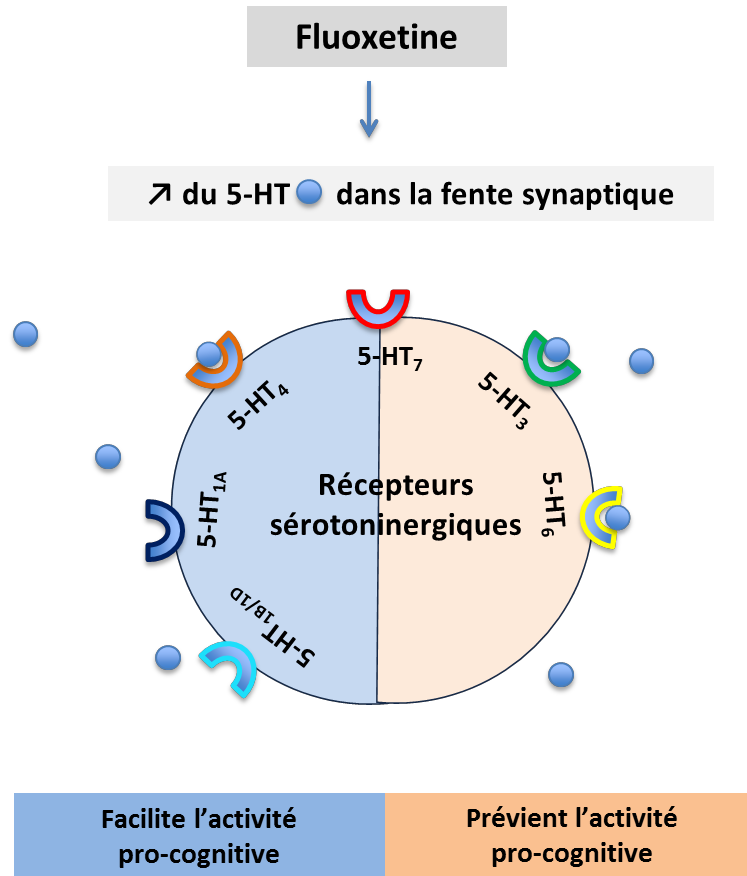 Fluoxetine
↗ du 5-HT dans la fente synaptique
5-HT7
5-HT4
5-HT3
5-HT1A
5-HT6
Récepteurs
sérotoninergiques
5-HT1B/1D
Facilite l’activité
pro-cognitive
Prévient l’activité
pro-cognitive